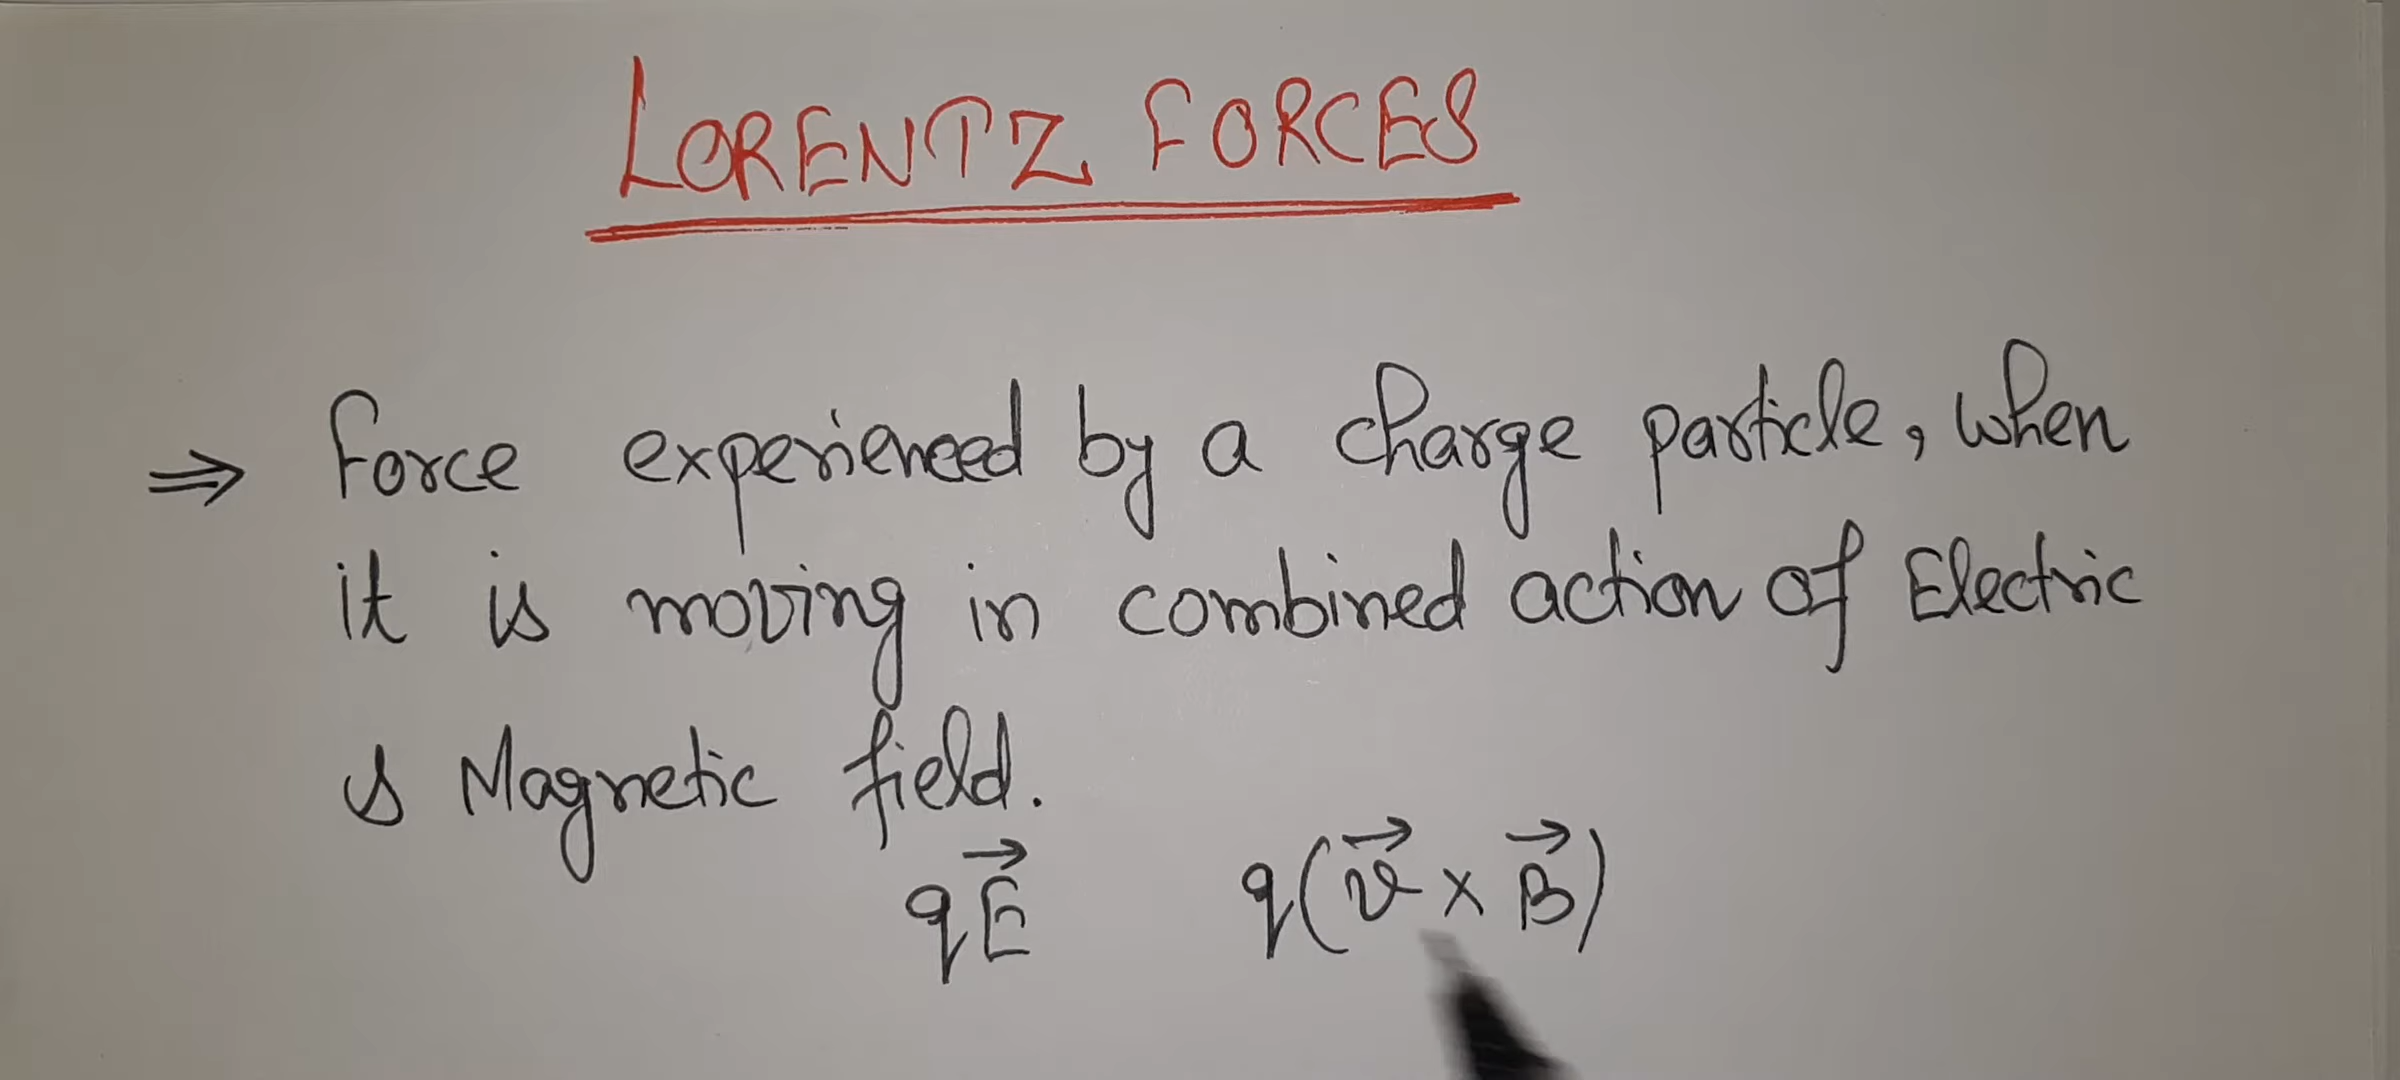 LORENTZ FORCES
⇒ Force experienced by a charge particle, when
it is moving in combined action of Electric
& Magnetic field.
qE⃗ q(v⃗ × B⃗)